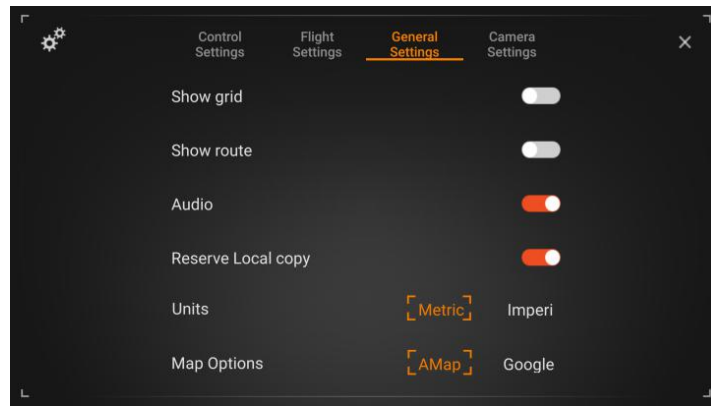 Control Settings
Flight Settings
General Settings
Camera Settings
Show grid
Show route
Audio
Reserve Local copy
Units Metric Imperi
Map Options AMap Google